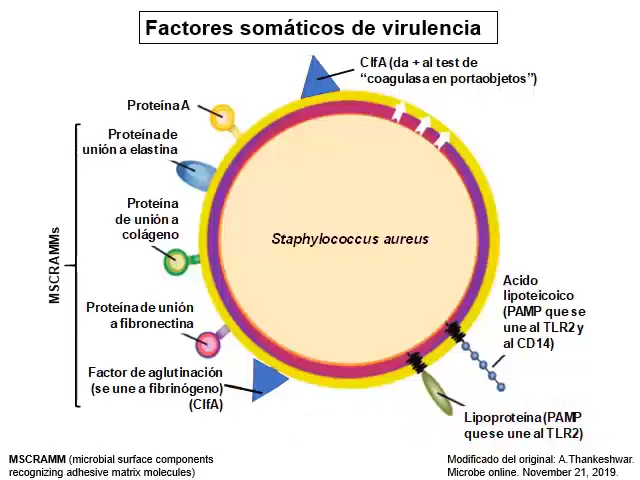 Factores somáticos de virulencia
ClfA (da + al test de
“coagulasa en portaobjetos”)
Proteína A
Proteína de
unión a elastina
Proteína
de unión a
colágeno
MSCRAMMs
Staphylococcus aureus
Proteína de unión
a fibronectina
Factor de aglutinación
(se une a fibrinógeno)
(ClfA)
Acido
lipoteicoico
(PAMP que se
une al TLR2 y
al CD14)
Lipoproteína (PAMP
que se une al TLR2)
MSCRAMM (microbial surface components
recognizing adhesive matrix molecules)
Modificado del original: A.Thankeshwar.
Microbe online. November 21, 2019.